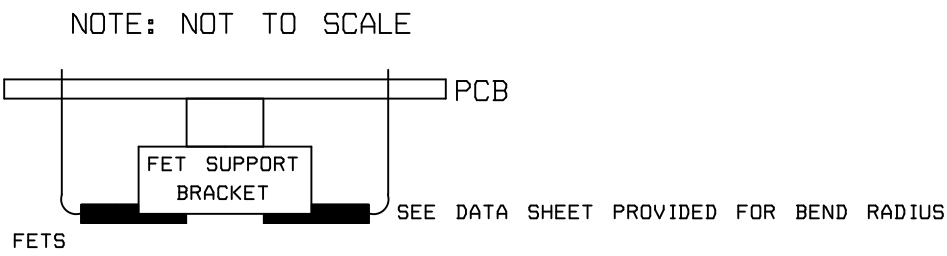 NOTE: NOT TO SCALE
PCB
FET SUPPORT
BRACKET
SEE DATA SHEET PROVIDED FOR BEND RADIUS
FETS